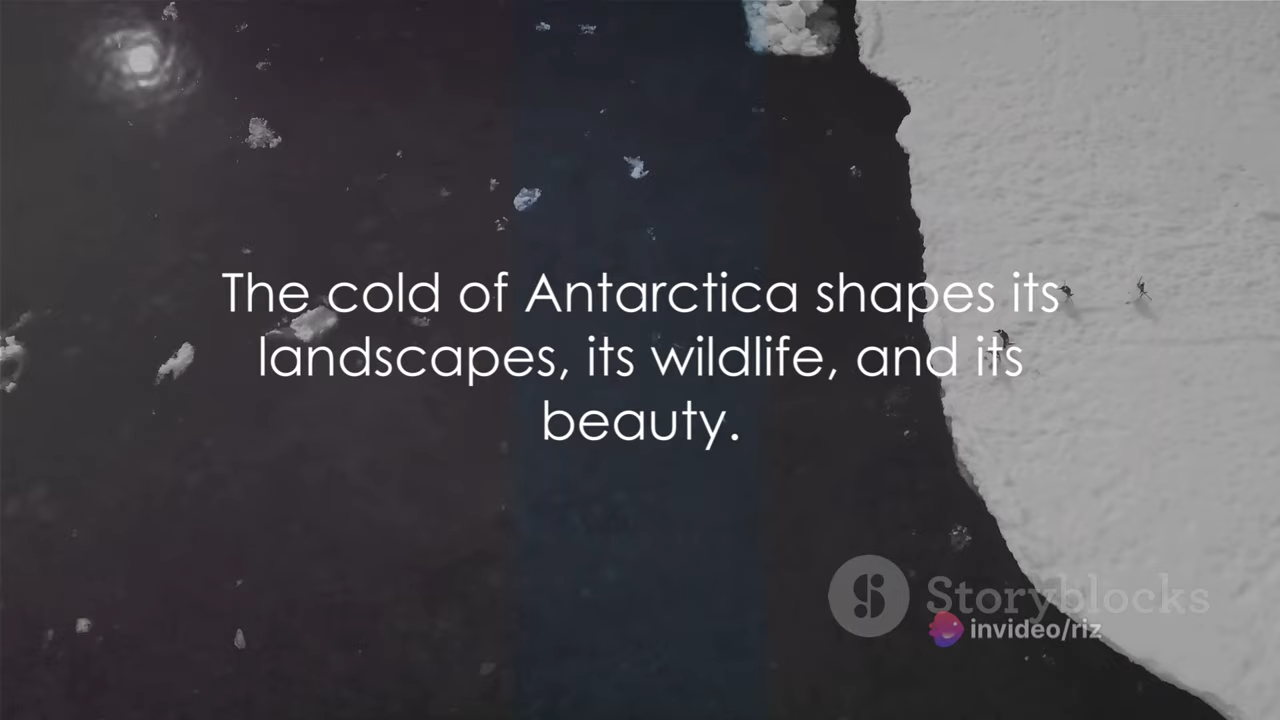 The cold of Antarctica shapes its
landscapes, its wildlife, and its
beauty.
Storyblocks
invideo/riz